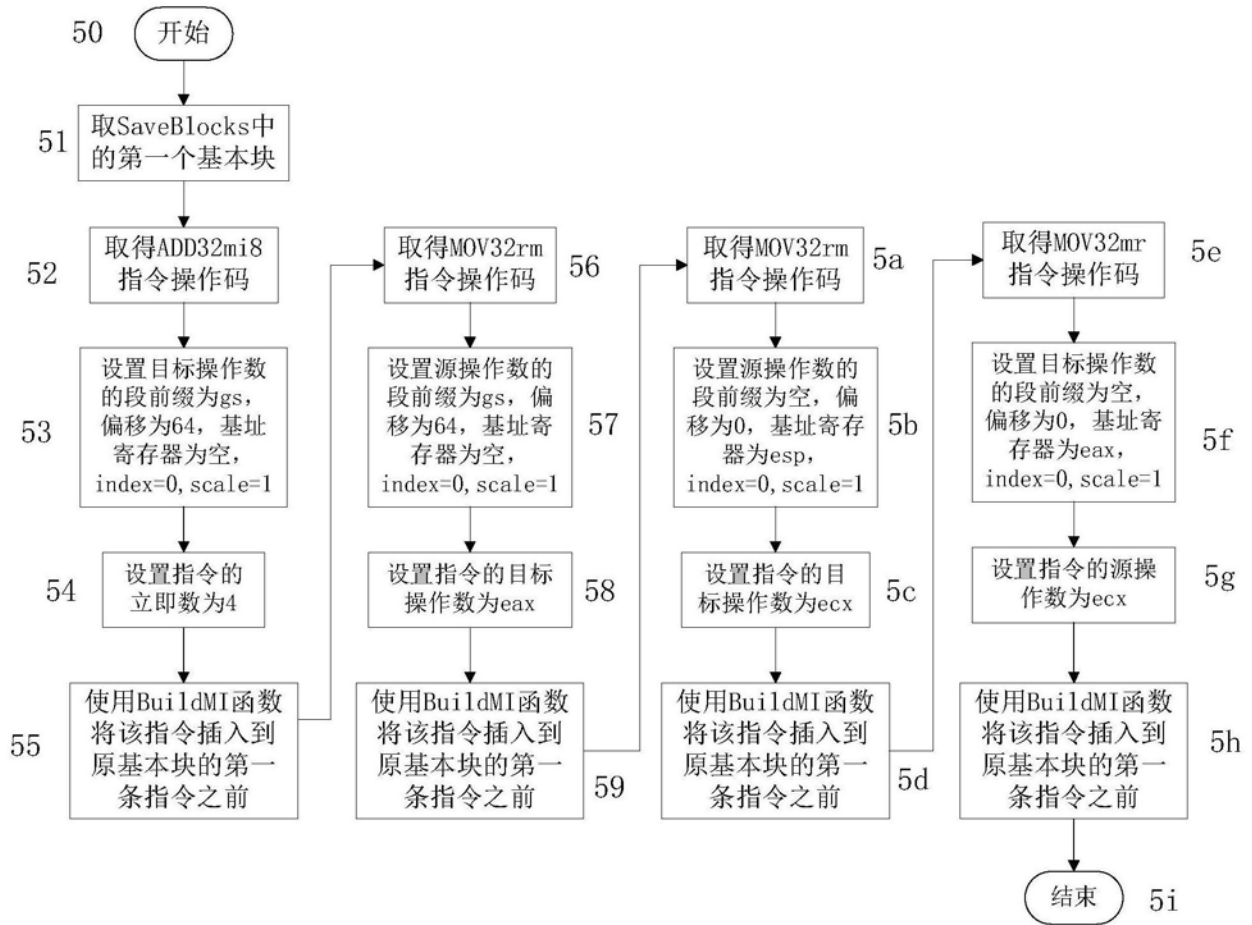 50
开始
51
取SaveBlocks中
的第一个基本块
52
取得ADD32mi8
指令操作码
53
设置目标操作数
的段前缀为gs，
偏移为64，基址
寄存器为空，
index=0,scale=1
54
设置指令的
立即数为4
55
使用BuildMI函数
将该指令插入到
原基本块的第一
条指令之前
取得MOV32rm
指令操作码
56
设置源操作数的
段前缀为gs，偏
移为64，基址寄
存器为空，
index=0,scale=1
57
设置指令的目标
操作数为eax
58
使用BuildMI函数
将该指令插入到
原基本块的第一
条指令之前
59
取得MOV32rm
指令操作码
5a
设置源操作数的
段前缀为空，偏
移为0，基址寄存
器为esp，
index=0,scale=1
5b
设置指令的目
标操作数为ecx
5c
使用BuildMI函数
将该指令插入到
原基本块的第一
条指令之前
5d
取得MOV32mr
指令操作码
5e
设置目标操作数
的段前缀为空，
偏移为0，基址寄
存器为eax，
index=0,scale=1
5f
设置指令的源操
作数为ecx
5g
使用BuildMI函数
将该指令插入到
原基本块的第一
条指令之前
5h
结束
5i